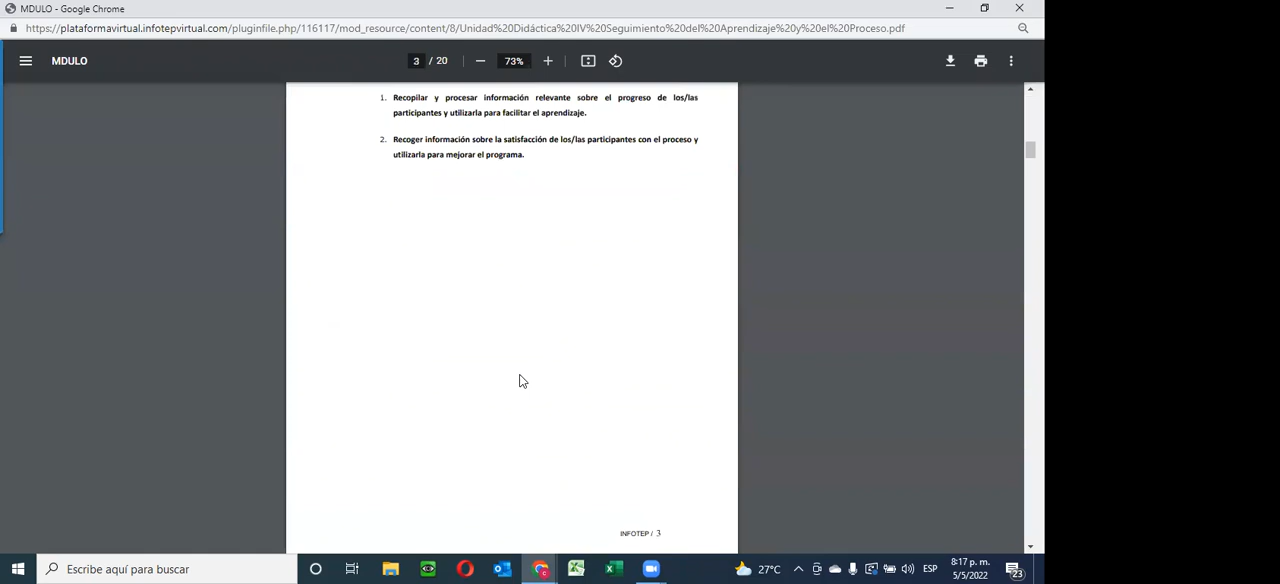 MDULO - Google Chrome
https://plataformavirtual.infotepvirtual.com/pluginfile.php/116117/mod_resource/content/8/Unidad%20Didáctica%20IV%20Seguimiento%20del%20Aprendizaje%20y%20el%20Proceso.pdf
MDULO
3 / 20
73%
1. Recopilar y procesar información relevante sobre el progreso de los/las
participantes y utilizarla para facilitar el aprendizaje.
2. Recoger información sobre la satisfacción de los/las participantes con el proceso y
utilizarla para mejorar el programa.
INFOTEP / 3
Escribe aquí para buscar
27°C
ESP
8:17 p. m.
5/5/2022
23